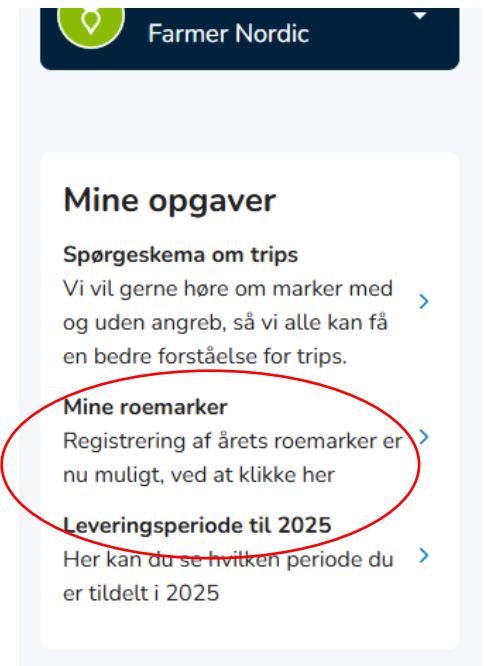 Farmer Nordic
Mine opgaver
Spørgeskema om trips
Vi vil gerne høre om marker med
og uden angreb, så vi alle kan få
en bedre forståelse for trips.
Mine roemarker
Registrering af årets roemarker er
nu muligt, ved at klikke her
Leveringsperiode til 2025
Her kan du se hvilken periode du
er tildelt i 2025